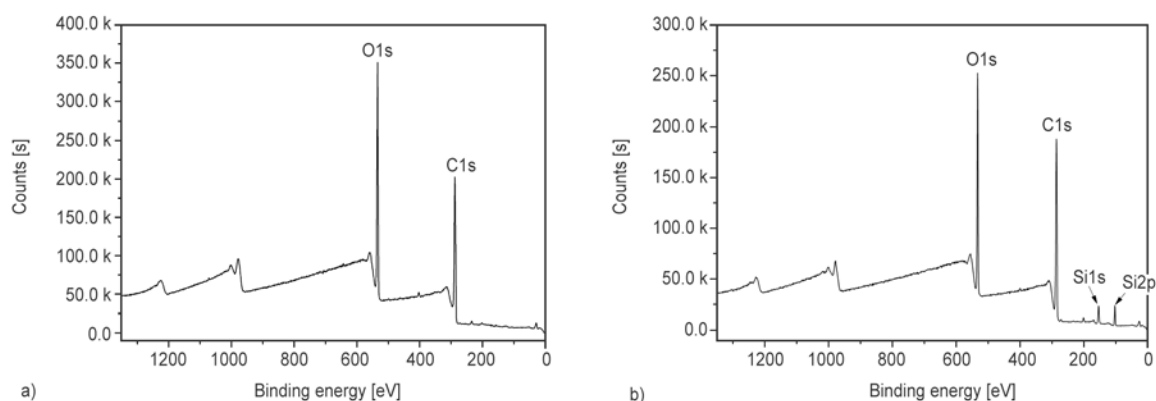 400.0 k
350.0 k
300.0 k
250.0 k
200.0 k
150.0 k
100.0 k
50.0 k
0.0
Counts [s]
O1s
C1s
1200 1000 800 600 400 200 0
Binding energy [eV]
a)
300.0 k
250.0 k
200.0 k
150.0 k
100.0 k
50.0 k
0.0
Counts [s]
O1s
C1s
Si1s
Si2p
1200 1000 800 600 400 200 0
Binding energy [eV]
b)